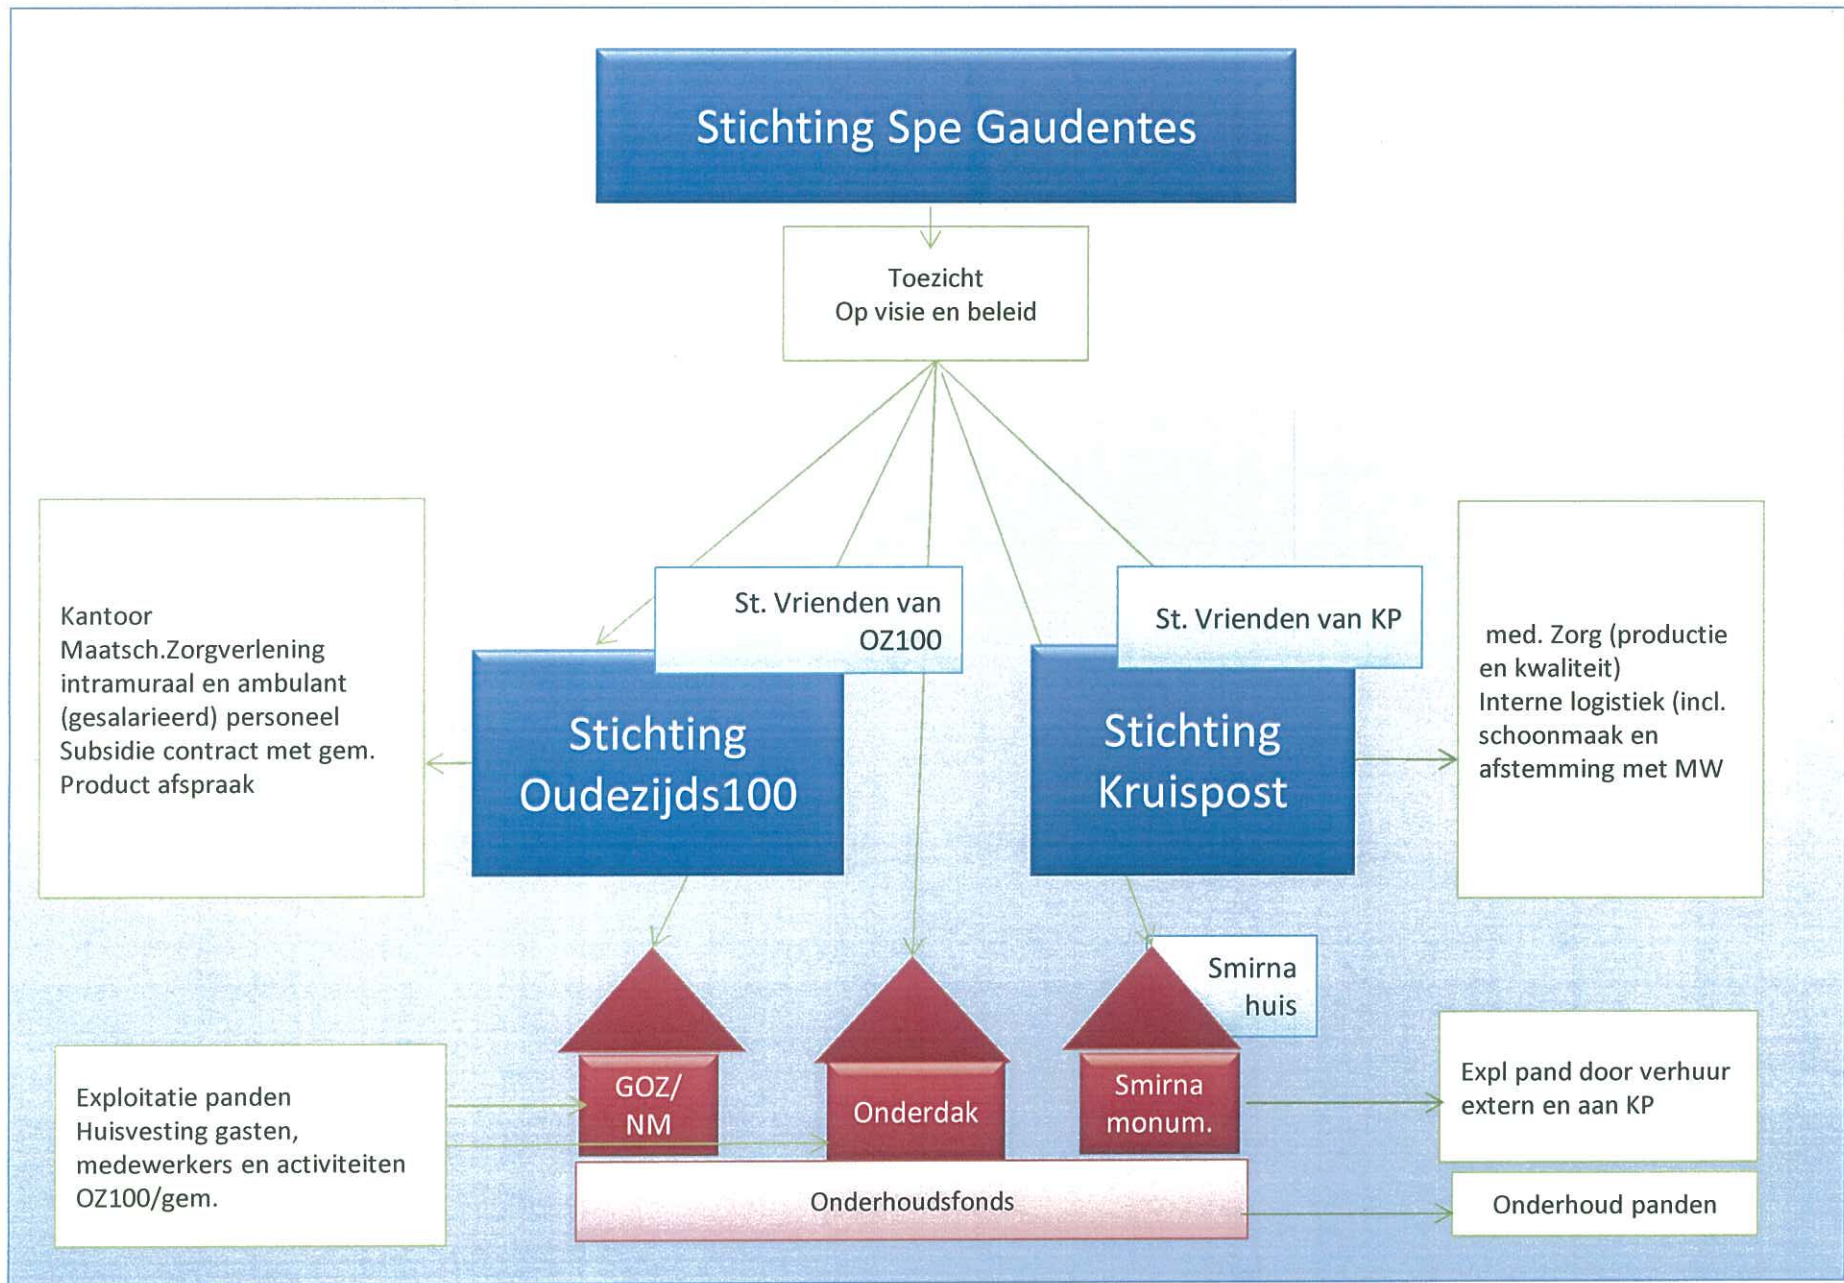 Stichting Spe Gaudentes
Toezicht
Op visie en beleid
Kantoor
Maatsch.Zorgverlening
intramuraal en ambulant
(gesalarieerd) personeel
Subsidie contract met gem.
Product afspraak
St. Vrienden van
OZ100
Stichting
Oudezijds100
St. Vrienden van KP
Stichting
Kruispost
med. Zorg (productie
en kwaliteit)
Interne logistiek (incl.
schoonmaak en
afstemming met MW
Smirna
huis
GOZ/
NM
Onderdak
Smirna
monum.
Exploitatie panden
Huisvesting gasten,
medewerkers en activiteiten
OZ100/gem.
Expl pand door verhuur
extern en aan KP
Onderhoudsfonds
Onderhoud panden